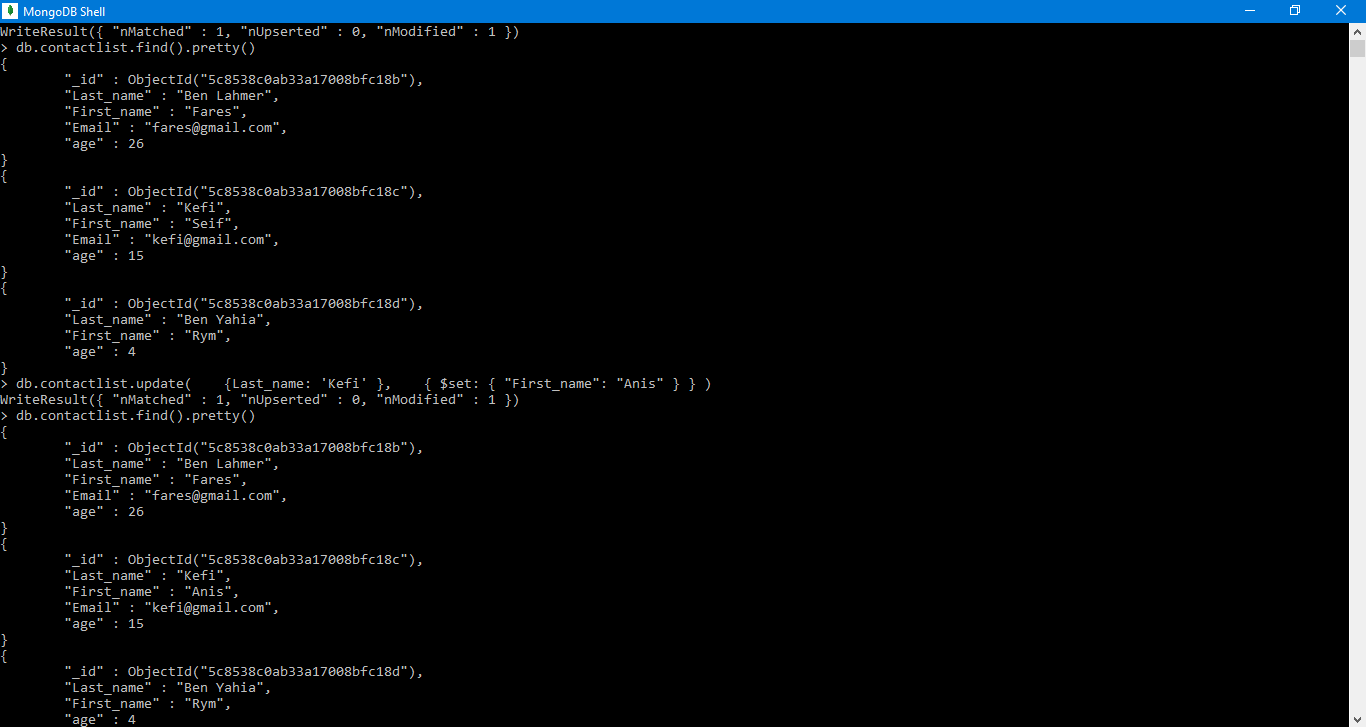 MongoDB Shell
WriteResult({ "nMatched" : 1, "nUpserted" : 0, "nModified" : 1 })
> db.contactlist.find().pretty()
{
        "_id" : ObjectId("5c8538c0ab33a17008bfc18b"),
        "Last_name" : "Ben Lahmer",
        "First_name" : "Fares",
        "Email" : "fares@gmail.com",
        "age" : 26
}
{
        "_id" : ObjectId("5c8538c0ab33a17008bfc18c"),
        "Last_name" : "Kefi",
        "First_name" : "Seif",
        "Email" : "kefi@gmail.com",
        "age" : 15
}
{
        "_id" : ObjectId("5c8538c0ab33a17008bfc18d"),
        "Last_name" : "Ben Yahia",
        "First_name" : "Rym",
        "age" : 4
}
> db.contactlist.update(    {Last_name: 'Kefi' },    { $set: { "First_name": "Anis" } } )
WriteResult({ "nMatched" : 1, "nUpserted" : 0, "nModified" : 1 })
> db.contactlist.find().pretty()
{
        "_id" : ObjectId("5c8538c0ab33a17008bfc18b"),
        "Last_name" : "Ben Lahmer",
        "First_name" : "Fares",
        "Email" : "fares@gmail.com",
        "age" : 26
}
{
        "_id" : ObjectId("5c8538c0ab33a17008bfc18c"),
        "Last_name" : "Kefi",
        "First_name" : "Anis",
        "Email" : "kefi@gmail.com",
        "age" : 15
}
{
        "_id" : ObjectId("5c8538c0ab33a17008bfc18d"),
        "Last_name" : "Ben Yahia",
        "First_name" : "Rym",
        "age" : 4